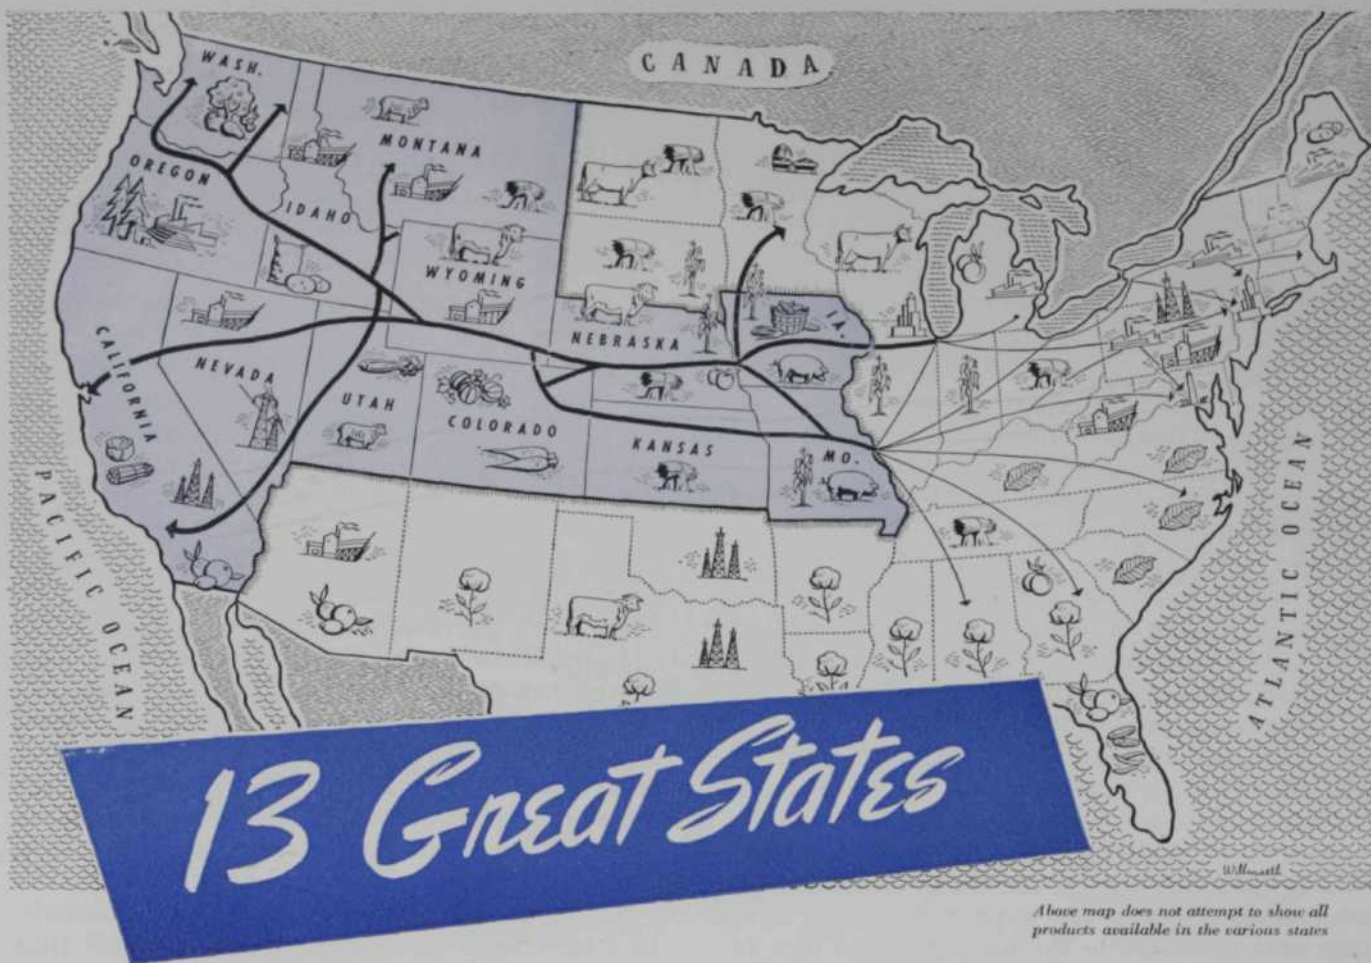 CANADA
WASH.
MONTANA
OREGON
IDAHO
WYOMING
NEBRASKA
IA.
CALIFORNIA
NEVADA
UTAH
COLORADO
KANSAS
MO.
PACIFIC OCEAN
ATLANTIC OCEAN
13 Great States
Above map does not attempt to show all
products available in the various states